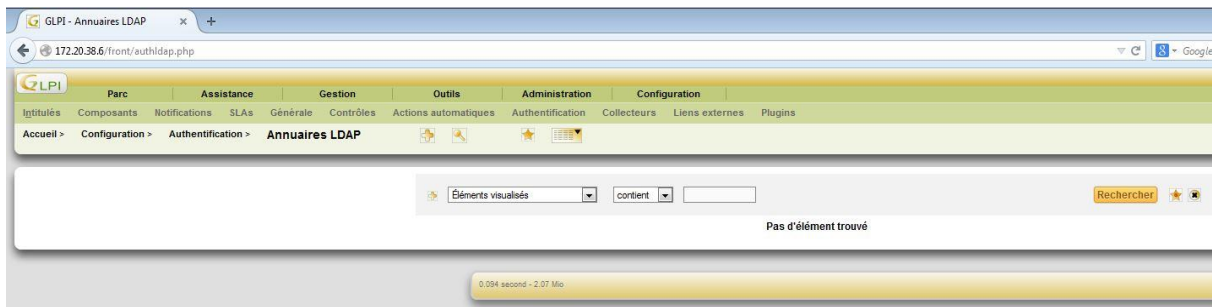 GLPI - Annuaires LDAP
172.20.38.6/front/authldap.php
Google
GLPI
Parc Assistance Gestion Outils Administration Configuration
Intitulés Composants Notifications SLAs Générale Contrôles Actions automatiques Authentification Collecteurs Liens externes Plugins
Accueil > Configuration > Authentification > Annuaires LDAP
Éléments visualisés contient Rechercher
Pas d'élément trouvé
0.094 second - 2.07 Mio